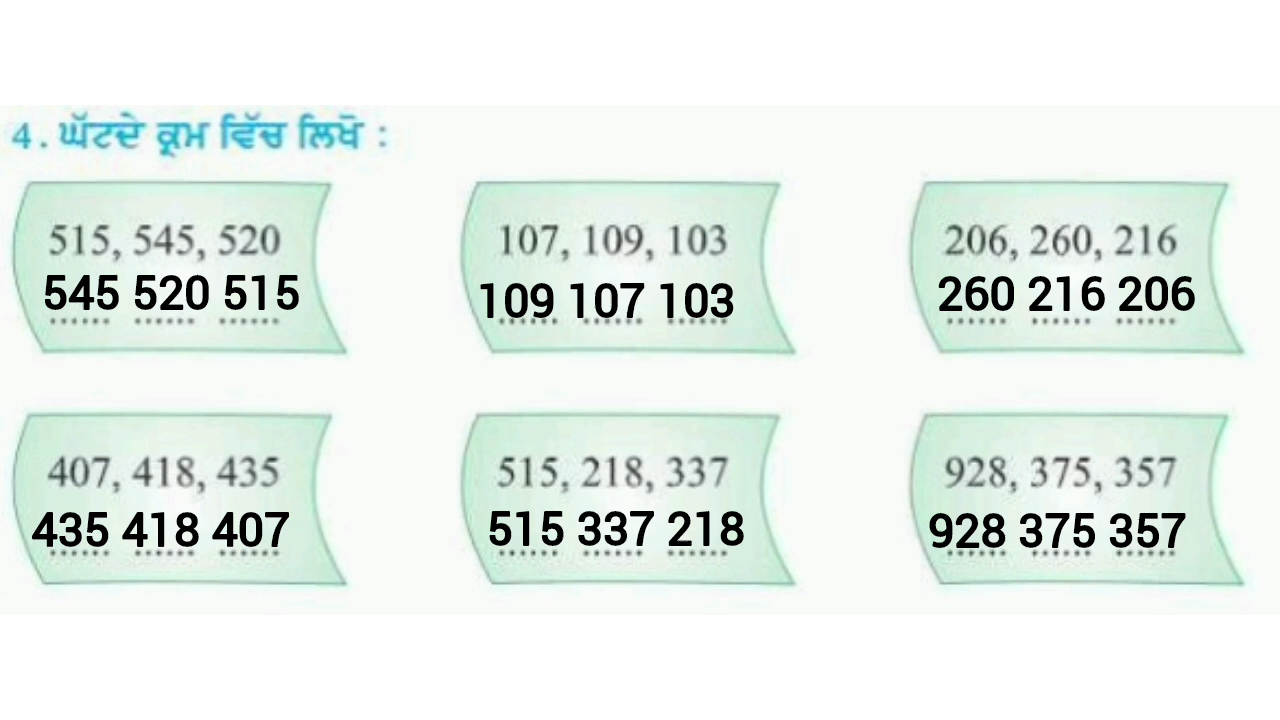 4. ਘੱਟਦੇ ਕ੍ਰਮ ਵਿੱਚ ਲਿਖੋ :
515, 545, 520
545 520 515
107, 109, 103
109 107 103
206, 260, 216
260 216 206
407, 418, 435
435 418 407
515, 218, 337
515 337 218
928, 375, 357
928 375 357